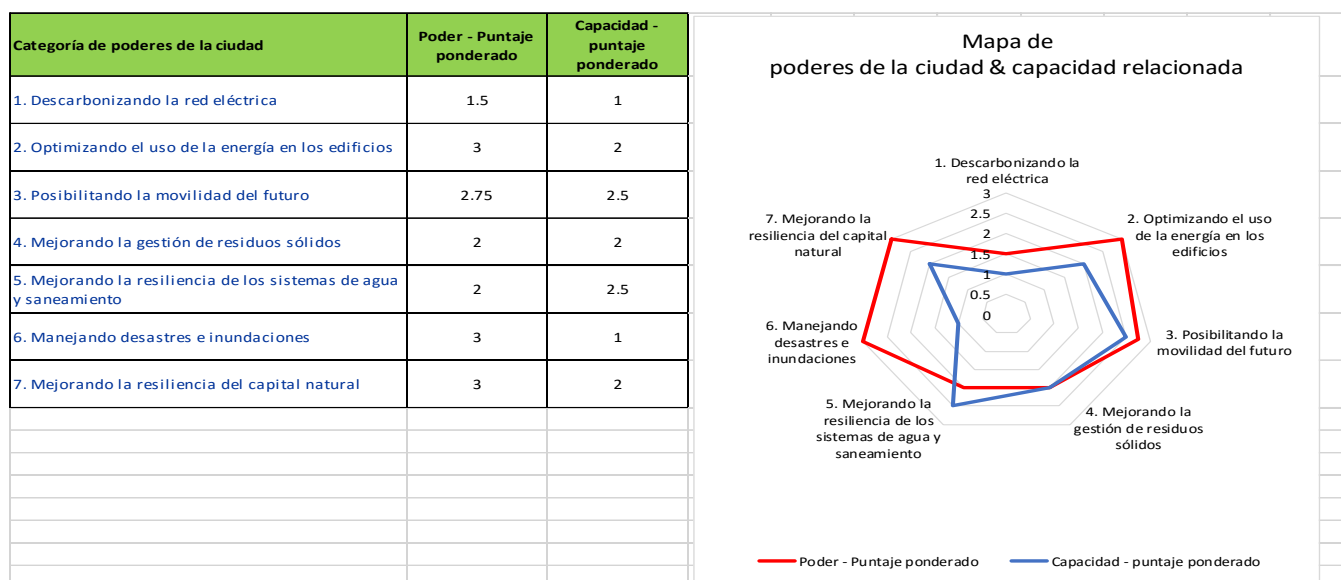 Categoría de poderes de la ciudad
Poder - Puntaje
ponderado
Capacidad -
puntaje
ponderado
1. Descarbonizando la red eléctrica
1.5
1
2. Optimizando el uso de la energía en los edificios
3
2
3. Posibilitando la movilidad del futuro
2.75
2.5
4. Mejorando la gestión de residuos sólidos
2
2
5. Mejorando la resiliencia de los sistemas de agua
y saneamiento
2
2.5
6. Manejando desastres e inundaciones
3
1
7. Mejorando la resiliencia del capital natural
3
2
Mapa de
poderes de la ciudad & capacidad relacionada
1. Descarbonizando la
red eléctrica
3
2.5
2
1.5
1
0.5
0
2. Optimizando el uso
de la energía en los
edificios
3. Posibilitando la
movilidad del futuro
4. Mejorando la
gestión de residuos
sólidos
5. Mejorando la
resiliencia de los
sistemas de agua y
saneamiento
6. Manejando
desastres e
inundaciones
7. Mejorando la
resiliencia del capital
natural
Poder - Puntaje ponderado
Capacidad - puntaje ponderado